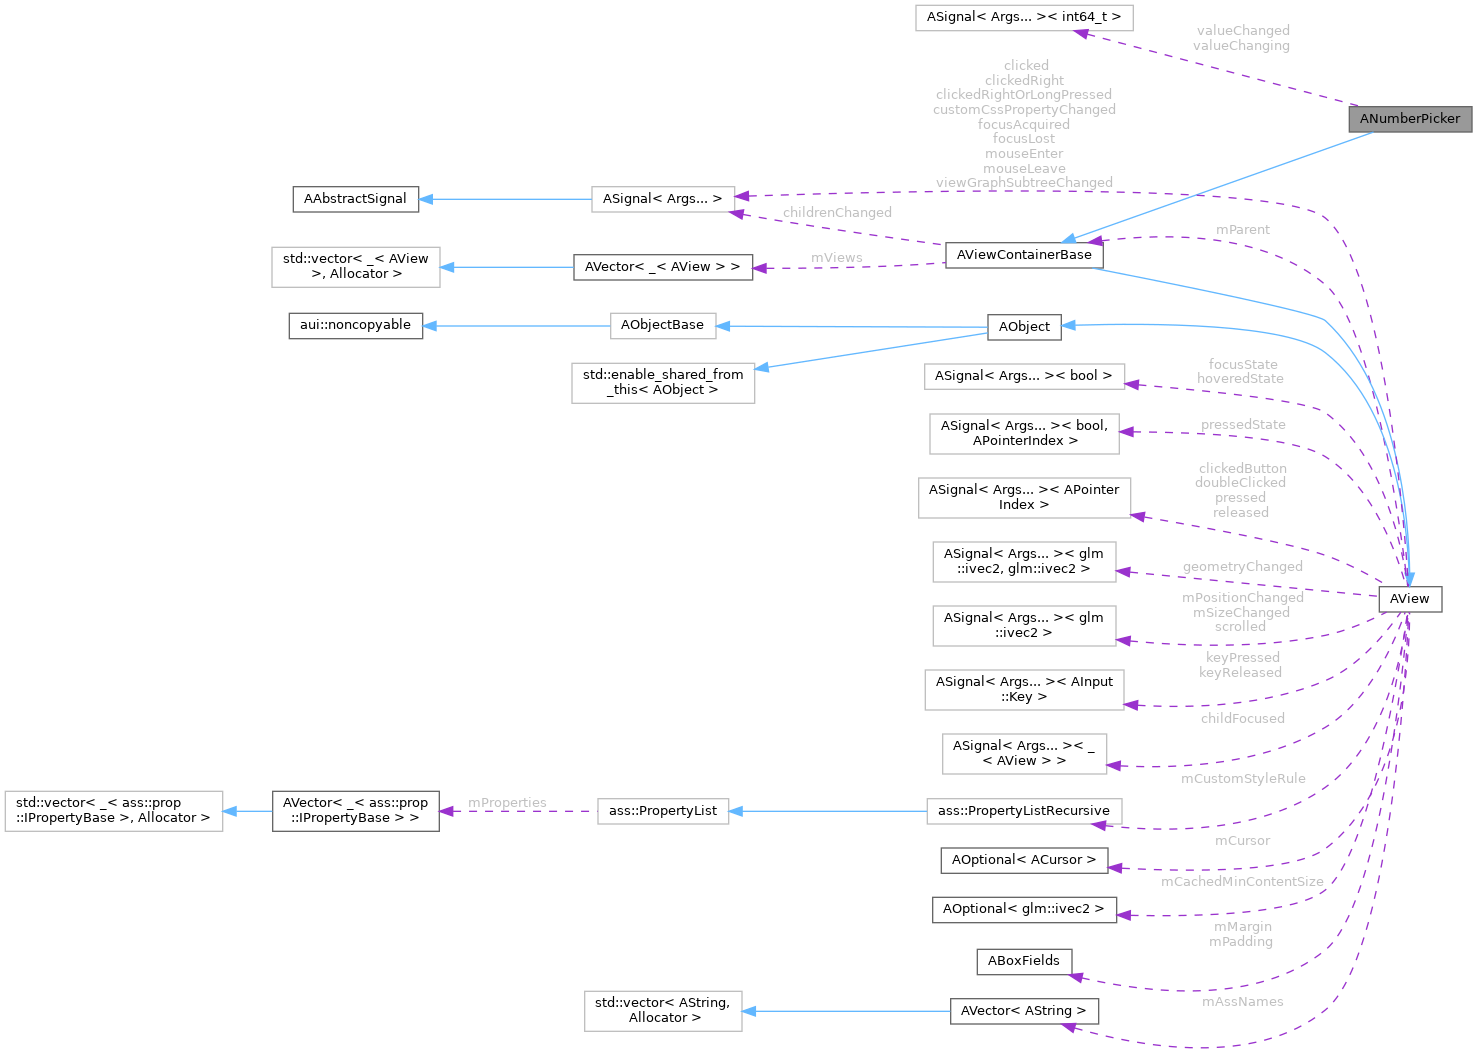 ASignal< Args... >< int64_t >
valueChanged
valueChanging
clicked
clickedRight
clickedRightOrLongPressed
customCssPropertyChanged
focusAcquired
focusLost
mouseEnter
mouseLeave
viewGraphSubtreeChanged
ANumberPicker
AAbstractSignal
ASignal< Args... >
childrenChanged
mParent
std::vector< _< AView
>, Allocator >
AVector< _< AView > >
mViews
AViewContainerBase
aui::noncopyable
AObjectBase
AObject
std::enable_shared_from
_this< AObject >
focusState
hoveredState
ASignal< Args... >< bool >
ASignal< Args... >< bool,
APointerIndex >
pressedState
clickedButton
doubleClicked
pressed
released
ASignal< Args... >< APointer
Index >
ASignal< Args... >< glm
::ivec2, glm::ivec2 >
geometryChanged
AView
mPositionChanged
mSizeChanged
scrolled
ASignal< Args... >< glm
::ivec2 >
keyPressed
keyReleased
ASignal< Args... >< AInput
::Key >
childFocused
ASignal< Args... >< _
< AView > >
mCustomStyleRule
std::vector< _< ass::prop
::IPropertyBase >, Allocator >
AVector< _< ass::prop
::IPropertyBase > >
mProperties
ass::PropertyList
ass::PropertyListRecursive
mCursor
AOptional< ACursor >
mCachedMinContentSize
AOptional< glm::ivec2 >
mMargin
mPadding
ABoxFields
mAssNames
std::vector< AString,
Allocator >
AVector< AString >